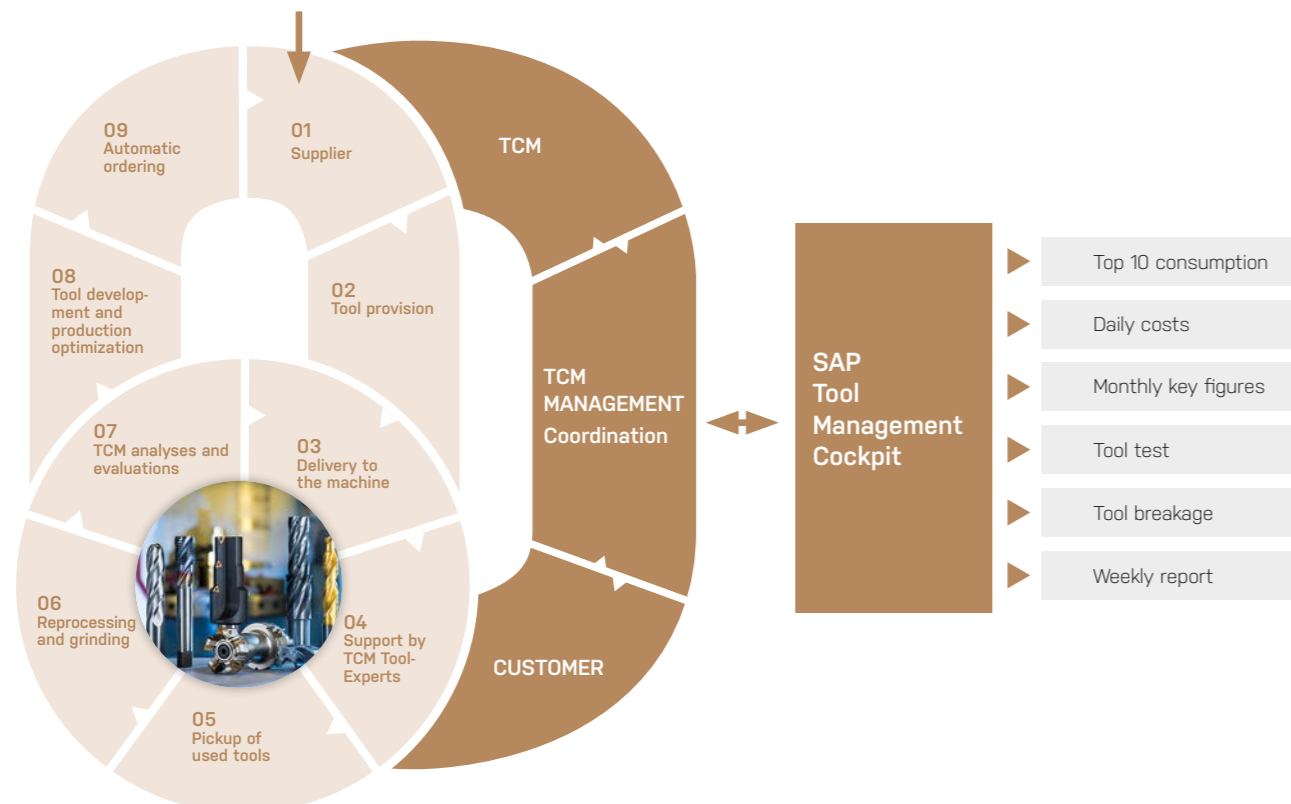 01
Supplier
02
Tool provision
03
Delivery to
the machine
04
Support by
TCM Tool-
Experts
05
Pickup of
used tools
06
Reprocessing
and grinding
07
TCM analyses and
evaluations
08
Tool develop-
ment and
production
optimization
09
Automatic
ordering
TCM
TCM
MANAGEMENT
Coordination
CUSTOMER
SAP
Tool
Management
Cockpit
Top 10 consumption
Daily costs
Monthly key figures
Tool test
Tool breakage
Weekly report